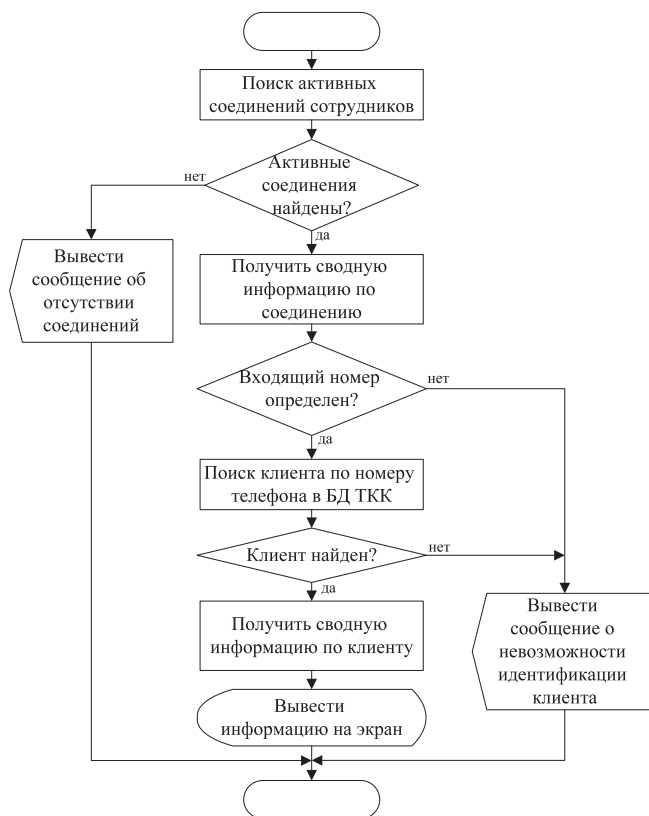 Поиск активных
соединений сотрудников
Активные
соединения
найдены?
нет
да
Вывести
сообщение об
отсутствии
соединений
Получить сводную
информацию по
соединению
Входящий номер
определен?
нет
да
Поиск клиента по номеру
телефона в БД ТКК
Клиент найден?
нет
да
Получить сводную
информацию по клиенту
Вывести
сообщение о
невозможности
идентификации
клиента
Вывести
информацию на экран